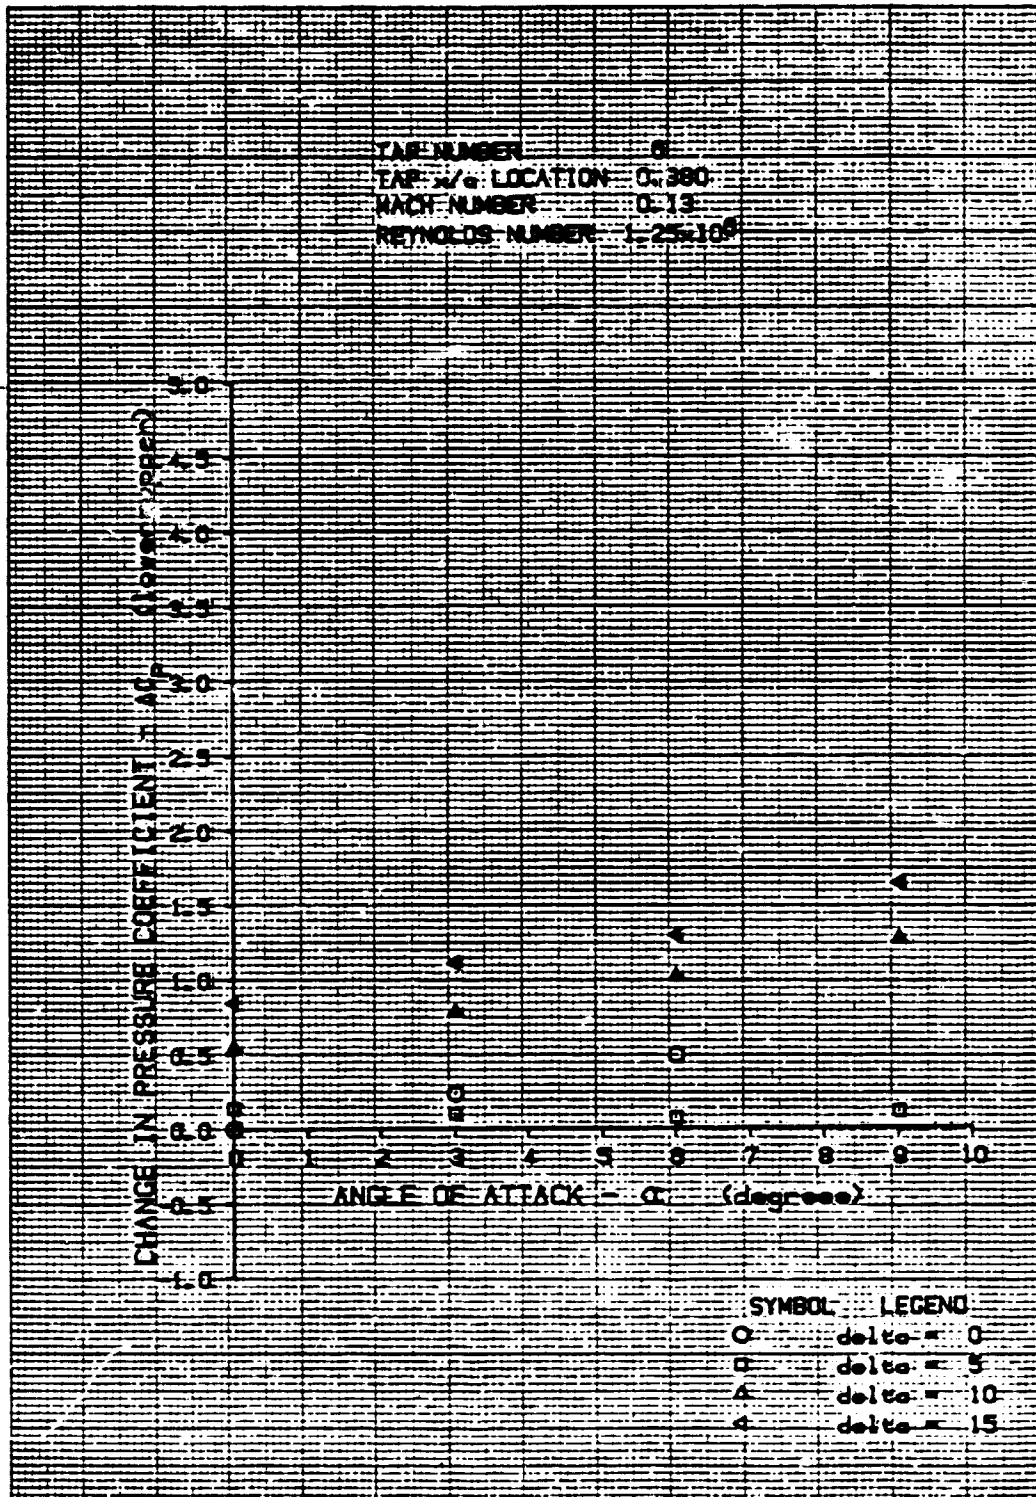 TAP NUMBER 6
TAP x/c LOCATION 0.380
MACH NUMBER 0.13
REYNOLDS NUMBER 1.25x10
CHANGE IN PRESSURE COEFFICIENT - ΔCp (lower-upper)
5.0
4.5
4.0
3.5
3.0
2.5
2.0
1.5
1.0
0.5
0.0
-0.5
-1.0
0 1 2 3 4 5 6 7 8 9 10
ANGLE OF ATTACK - α (degrees)
SYMBOL LEGEND
delta = 0
delta = 5
delta = 10
delta = 15